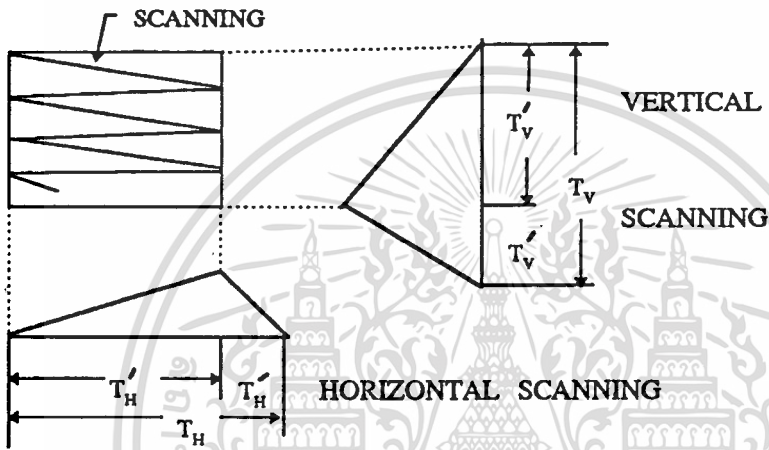 SCANNING
VERTICAL
T'V
TV
SCANNING
T'V
T'H
T'H
HORIZONTAL SCANNING
TH